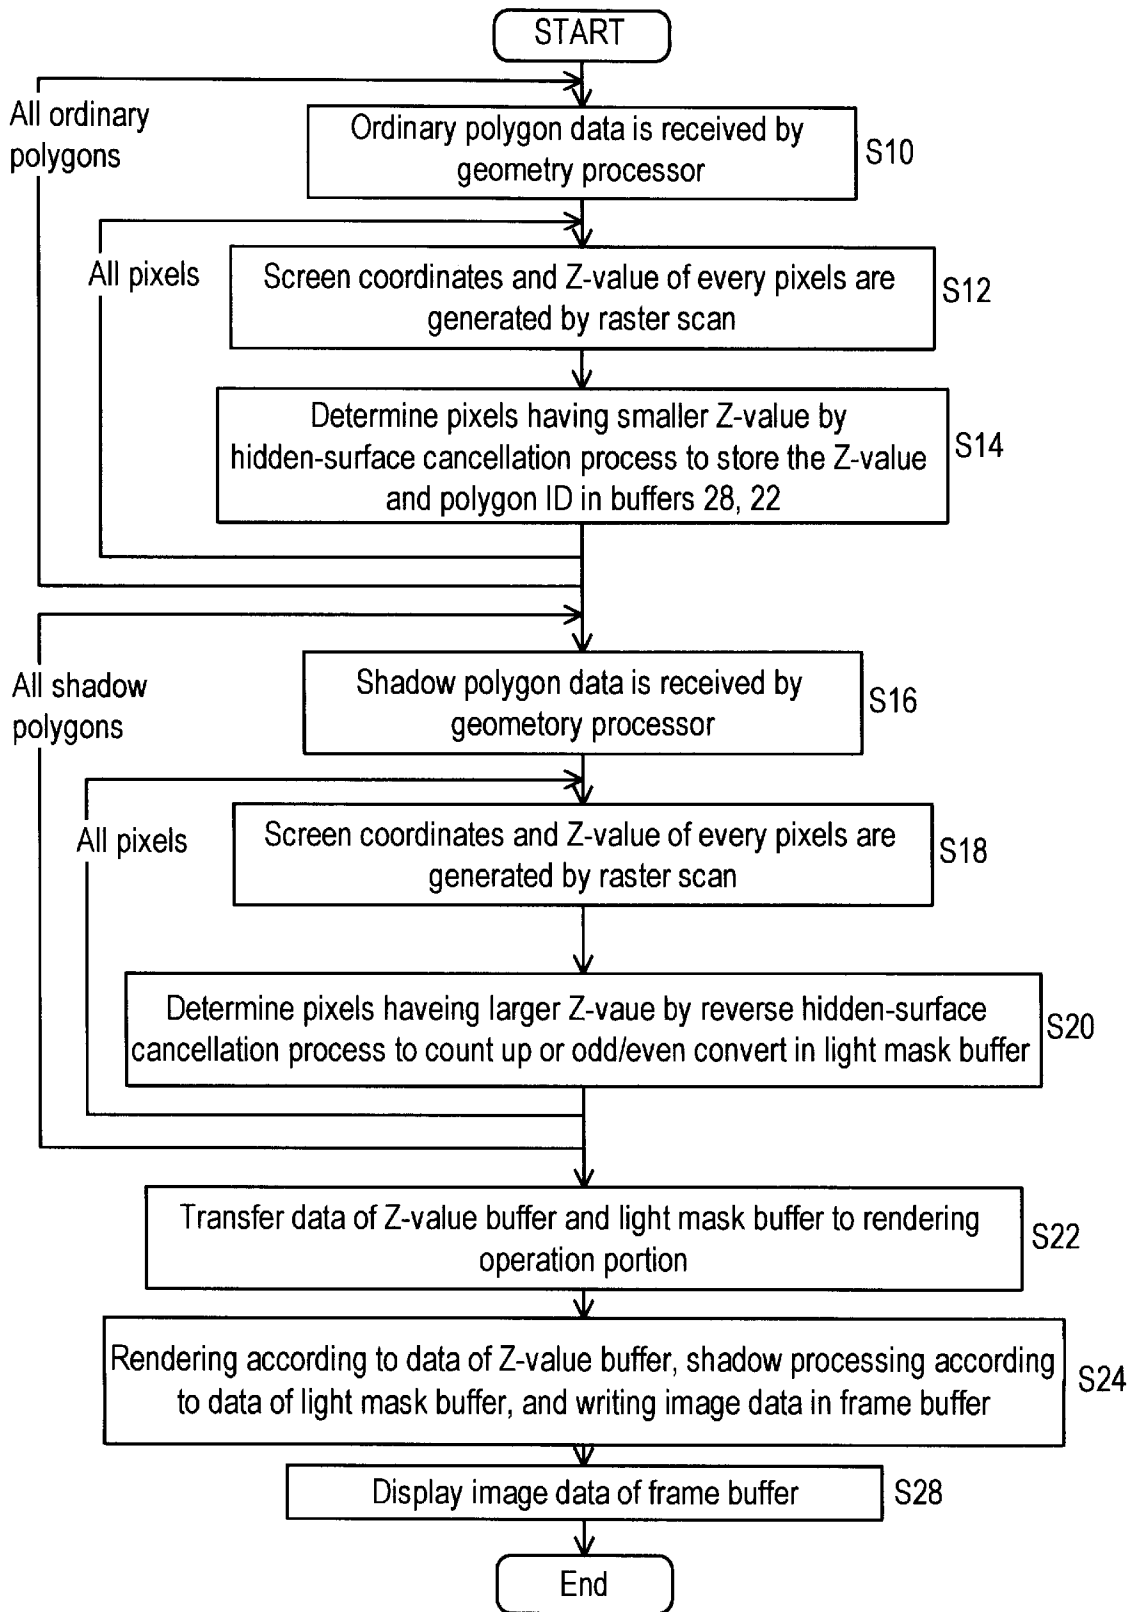 START
All ordinary
polygons
Ordinary polygon data is received by
geometry processor
S10
All pixels
Screen coordinates and Z-value of every pixels are
generated by raster scan
S12
Determine pixels having smaller Z-value by
hidden-surface cancellation process to store the Z-value
and polygon ID in buffers 28, 22
S14
All shadow
polygons
Shadow polygon data is received by
geometory processor
S16
All pixels
Screen coordinates and Z-value of every pixels are
generated by raster scan
S18
Determine pixels haveing larger Z-vaue by reverse hidden-surface
cancellation process to count up or odd/even convert in light mask buffer
S20
Transfer data of Z-value buffer and light mask buffer to rendering
operation portion
S22
Rendering according to data of Z-value buffer, shadow processing according
to data of light mask buffer, and writing image data in frame buffer
S24
Display image data of frame buffer
S28
End